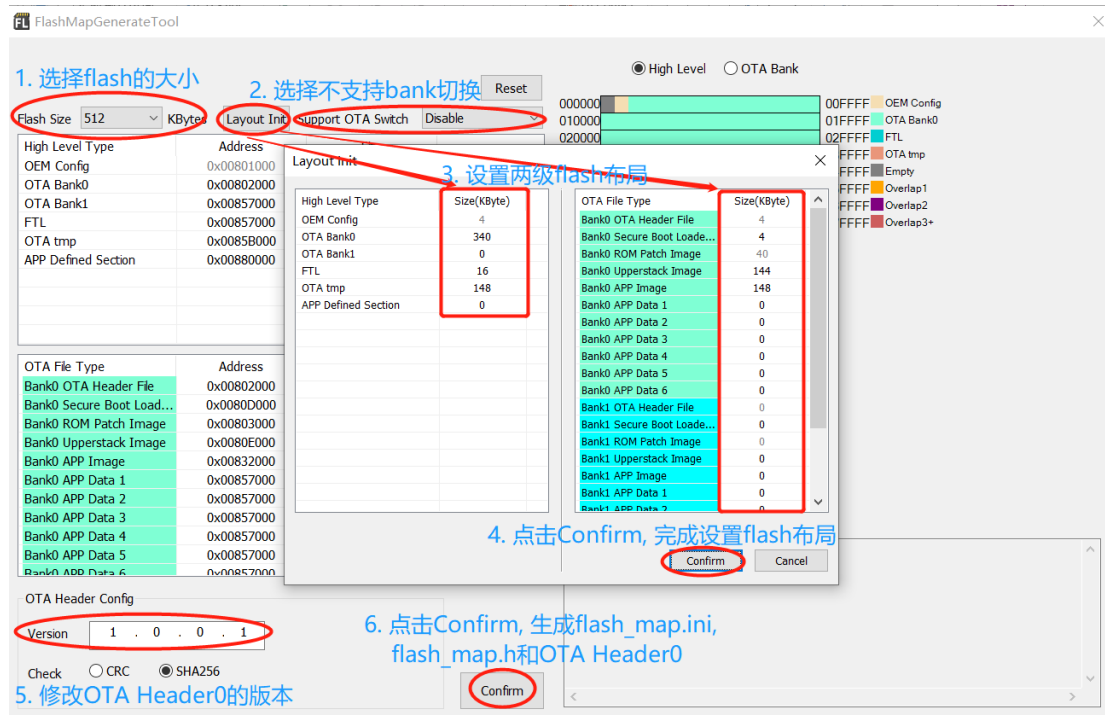 FL FlashMapGenerateTool
1. 选择flash的大小
2. 选择不支持bank切换
Reset
High Level
OTA Bank
Flash Size 512 KBytes
Layout Init
Support OTA Switch Disable
000000
00FFFF
OEM Config
010000
01FFFF
OTA Bank0
020000
02FFFF
FTL
FFFF
OTA tmp
FFFF
Empty
FFFF
Overlap1
FFFF
Overlap2
FFFF
Overlap3+
High Level Type Address
OEM Config 0x00801000
OTA Bank0 0x00802000
OTA Bank1 0x00857000
FTL 0x00857000
OTA tmp 0x0085B000
APP Defined Section 0x00880000
Layout Init
3. 设置两级flash布局
High Level Type Size(KByte)
OEM Config 4
OTA Bank0 340
OTA Bank1 0
FTL 16
OTA tmp 148
APP Defined Section 0
OTA File Type Size(KByte)
Bank0 OTA Header File 4
Bank0 Secure Boot Loade... 4
Bank0 ROM Patch Image 40
Bank0 Upperstack Image 144
Bank0 APP Image 148
Bank0 APP Data 1 0
Bank0 APP Data 2 0
Bank0 APP Data 3 0
Bank0 APP Data 4 0
Bank0 APP Data 5 0
Bank0 APP Data 6 0
Bank1 OTA Header File 0
Bank1 Secure Boot Loade... 0
Bank1 ROM Patch Image 0
Bank1 Upperstack Image 0
Bank1 APP Image 0
Bank1 APP Data 1 0
Bank1 APP Data 2 0
4. 点击Confirm, 完成设置flash布局
Confirm
Cancel
OTA File Type Address
Bank0 OTA Header File 0x00802000
Bank0 Secure Boot Load... 0x0080D000
Bank0 ROM Patch Image 0x00803000
Bank0 Upperstack Image 0x0080E000
Bank0 APP Image 0x00832000
Bank0 APP Data 1 0x00857000
Bank0 APP Data 2 0x00857000
Bank0 APP Data 3 0x00857000
Bank0 APP Data 4 0x00857000
Bank0 APP Data 5 0x00857000
Bank0 APP Data 6 0x00857000
OTA Header Config
Version 1 . 0 . 0 . 1
Check CRC SHA256
5. 修改OTA Header0的版本
6. 点击Confirm, 生成flash_map.ini,
flash_map.h和OTA Header0
Confirm